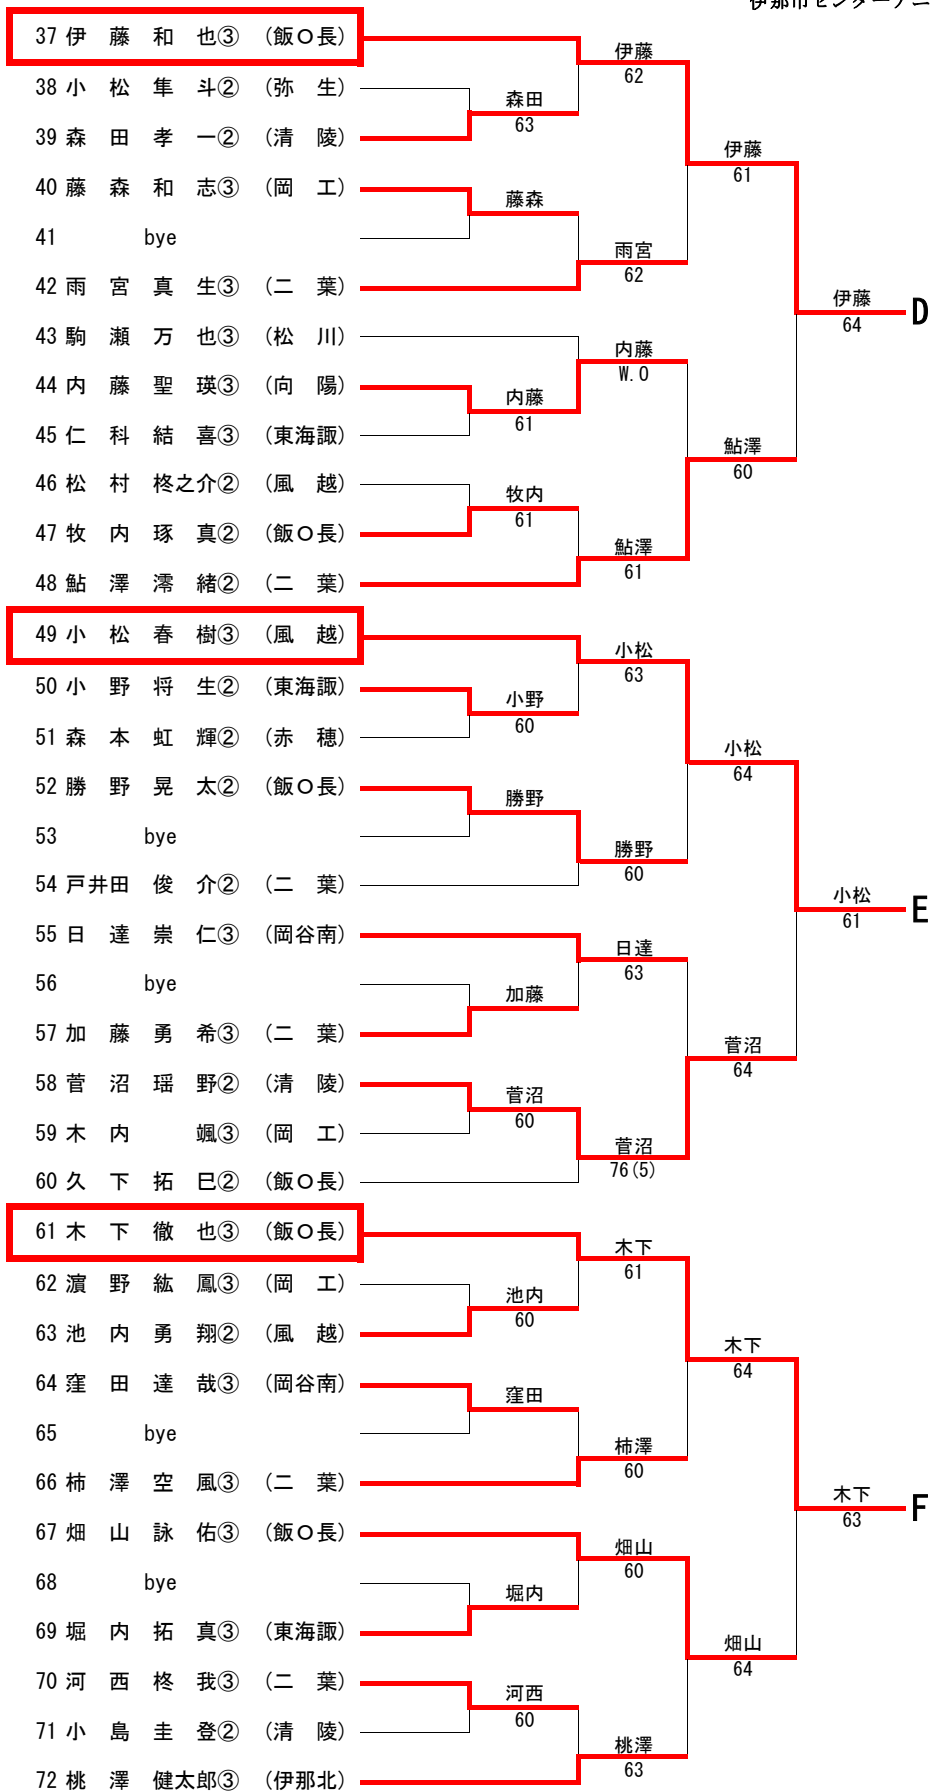 伊那市センターテニ
37 伊 藤 和 也③ (飯O長)
38 小 松 隼 斗② (弥 生)
39 森 田 孝 一② (清 陵)
40 藤 森 和 志③ (岡 工)
41 bye
42 雨 宮 真 生③ (二 葉)
43 駒 瀬 万 也③ (松 川)
44 内 藤 聖 瑛③ (向 陽)
45 仁 科 結 喜③ (東海諏)
46 松 村 柊之介② (風 越)
47 牧 内 琢 真② (飯O長)
48 鮎 澤 澪 緒② (二 葉)
森田
63
藤森
内藤
61
牧内
61
伊藤
62
雨宮
62
内藤
W.O
鮎澤
61
伊藤
61
鮎澤
60
伊藤
64
D
49 小 松 春 樹③ (風 越)
50 小 野 将 生② (東海諏)
51 森 本 虹 輝② (赤 穂)
52 勝 野 晃 太② (飯O長)
53 bye
54 戸井田 俊 介② (二 葉)
55 日 達 崇 仁③ (岡谷南)
56 bye
57 加 藤 勇 希③ (二 葉)
58 菅 沼 瑶 野② (清 陵)
59 木 内 颯③ (岡 工)
60 久 下 拓 巳② (飯O長)
小野
60
勝野
加藤
菅沼
60
小松
63
勝野
60
日達
63
菅沼
76(5)
小松
64
菅沼
64
小松
61
E
61 木 下 徹 也③ (飯O長)
62 濵 野 紘 鳳③ (岡 工)
63 池 内 勇 翔② (風 越)
64 窪 田 達 哉③ (岡谷南)
65 bye
66 柿 澤 空 風③ (二 葉)
67 畑 山 詠 佑③ (飯O長)
68 bye
69 堀 内 拓 真③ (東海諏)
70 河 西 柊 我③ (二 葉)
71 小 島 圭 登② (清 陵)
72 桃 澤 健太郎③ (伊那北)
池内
60
窪田
堀内
河西
60
木下
61
柿澤
60
畑山
60
桃澤
63
木下
64
畑山
64
木下
63
F